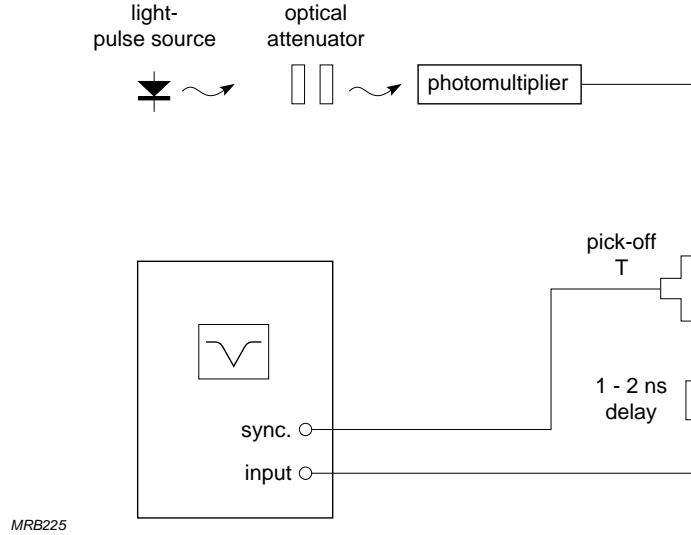 light-
pulse source
optical
attenuator
photomultiplier
pick-off
T
1 - 2 ns
delay
sync.
input
MRB225